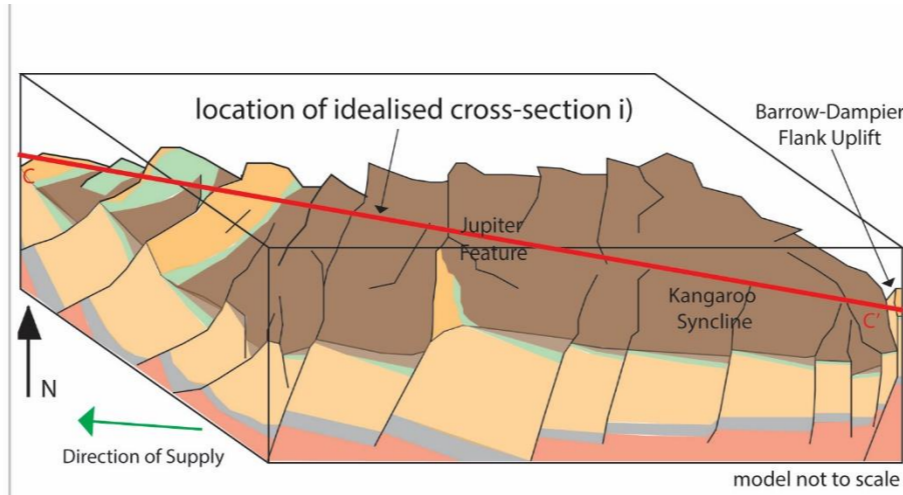 location of idealised cross-section i)
Barrow-Dampier
Flank Uplift
C
Jupiter
Feature
Kangaroo
Syncline
C'
N
Direction of Supply
model not to scale